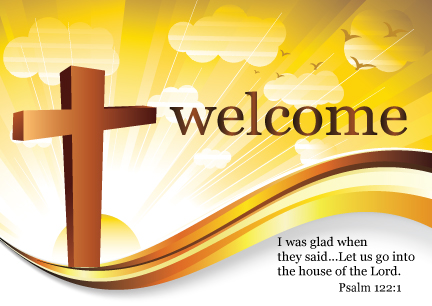 welcome
I was glad when
they said...Let us go into
the house of the Lord.
Psalm 122:1